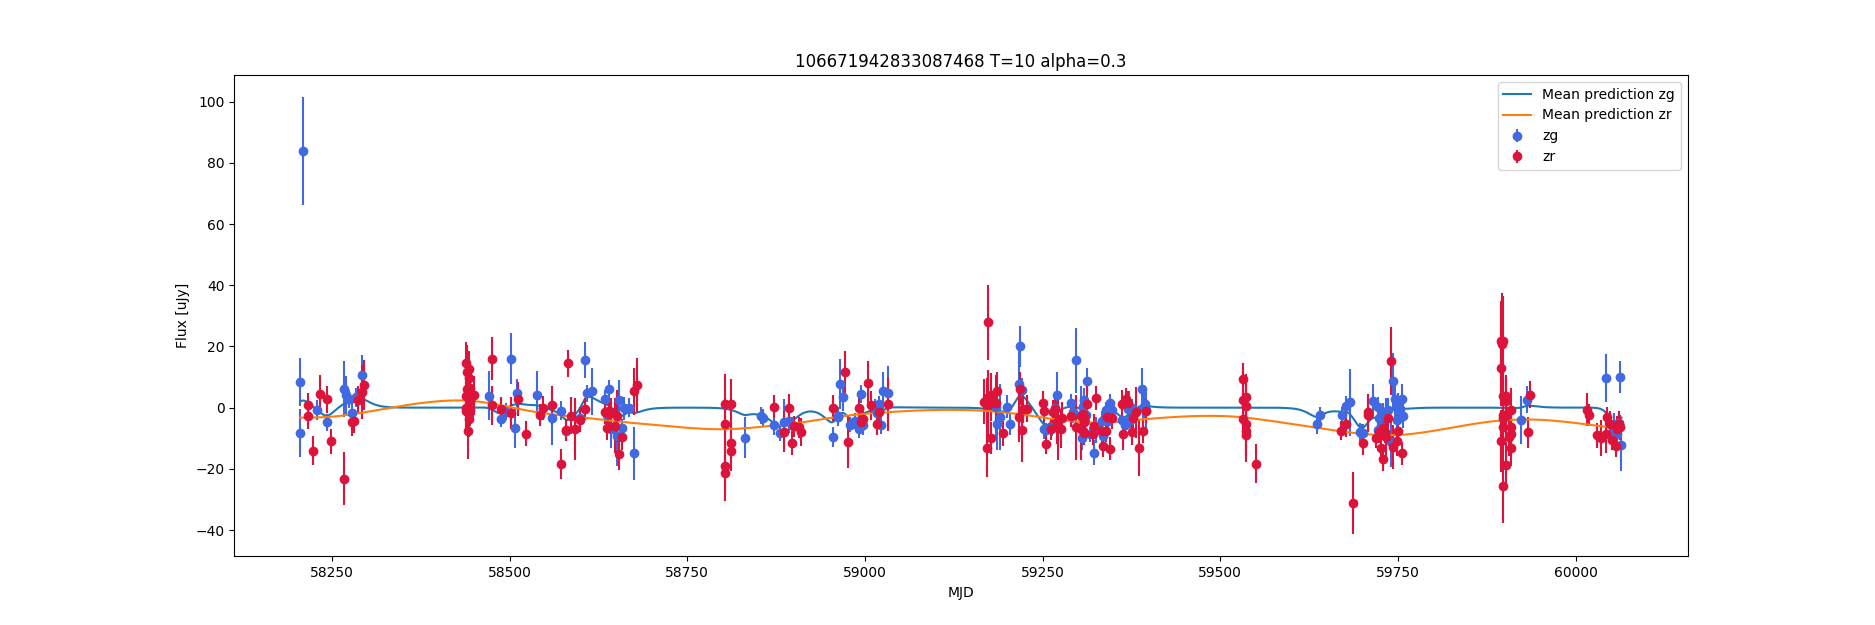 106671942833087468 T=10 alpha=0.3
Mean prediction zg
Mean prediction zr
zg
zr
100
80
60
40
20
0
−20
−40
Flux [uJy]
58250 58500 58750 59000 59250 59500 59750 60000
MJD